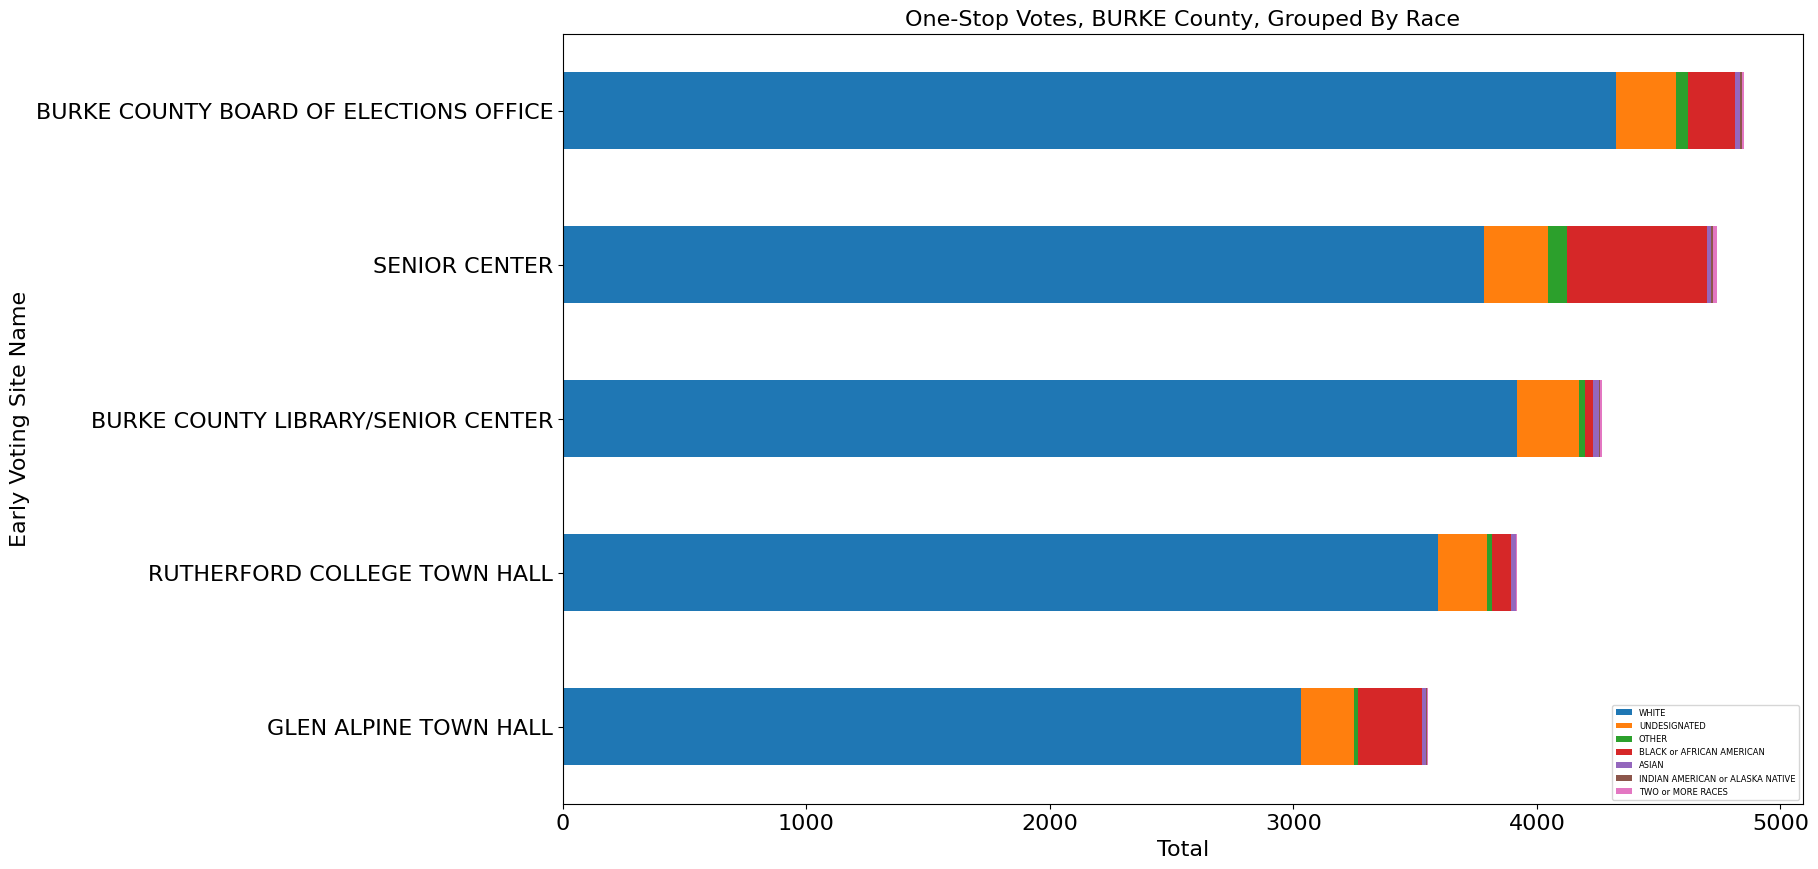 One-Stop Votes, BURKE County, Grouped By Race
Early Voting Site Name
BURKE COUNTY BOARD OF ELECTIONS OFFICE
SENIOR CENTER
BURKE COUNTY LIBRARY/SENIOR CENTER
RUTHERFORD COLLEGE TOWN HALL
GLEN ALPINE TOWN HALL
WHITE
UNDESIGNATED
OTHER
BLACK or AFRICAN AMERICAN
ASIAN
INDIAN AMERICAN or ALASKA NATIVE
TWO or MORE RACES
0 1000 2000 3000 4000 5000
Total